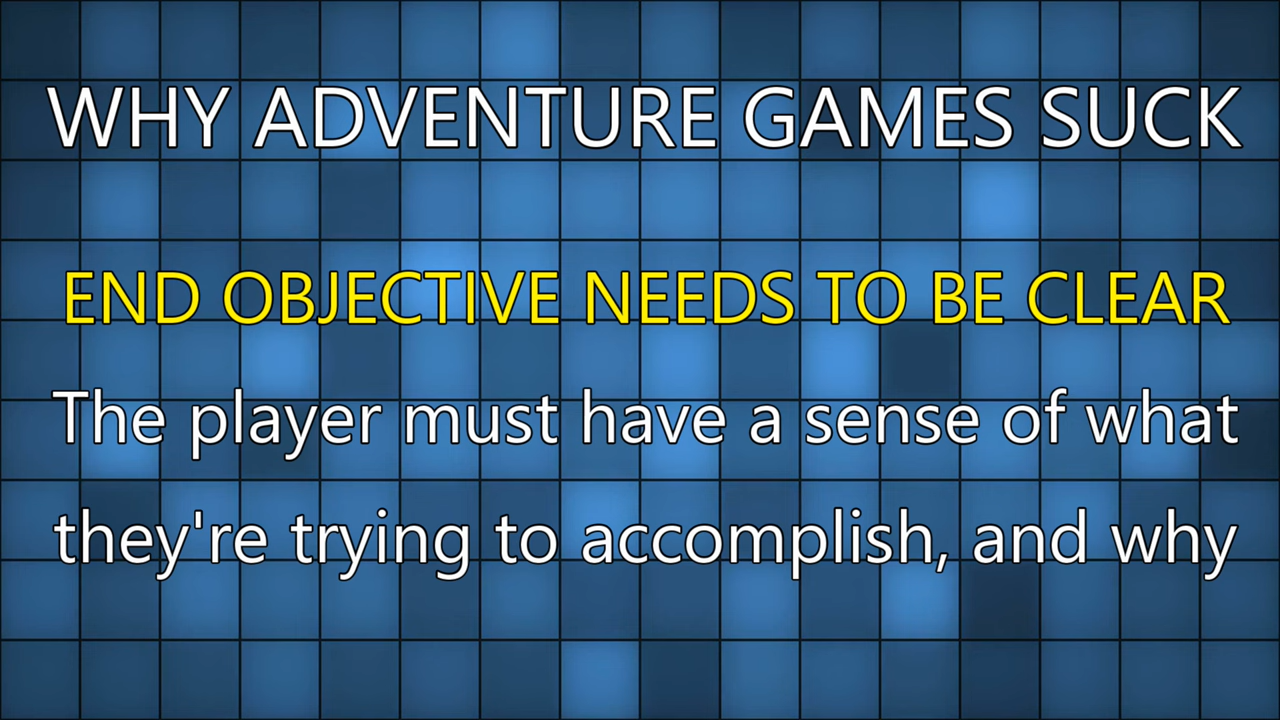 WHY ADVENTURE GAMES SUCK
END OBJECTIVE NEEDS TO BE CLEAR
The player must have a sense of what
they're trying to accomplish, and why